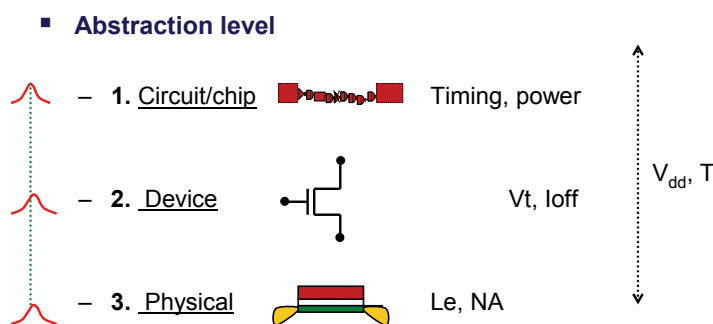 ▪ Abstraction level
– 1. Circuit/chip Timing, power
V_dd, T
– 2. Device Vt, Ioff
– 3. Physical Le, NA